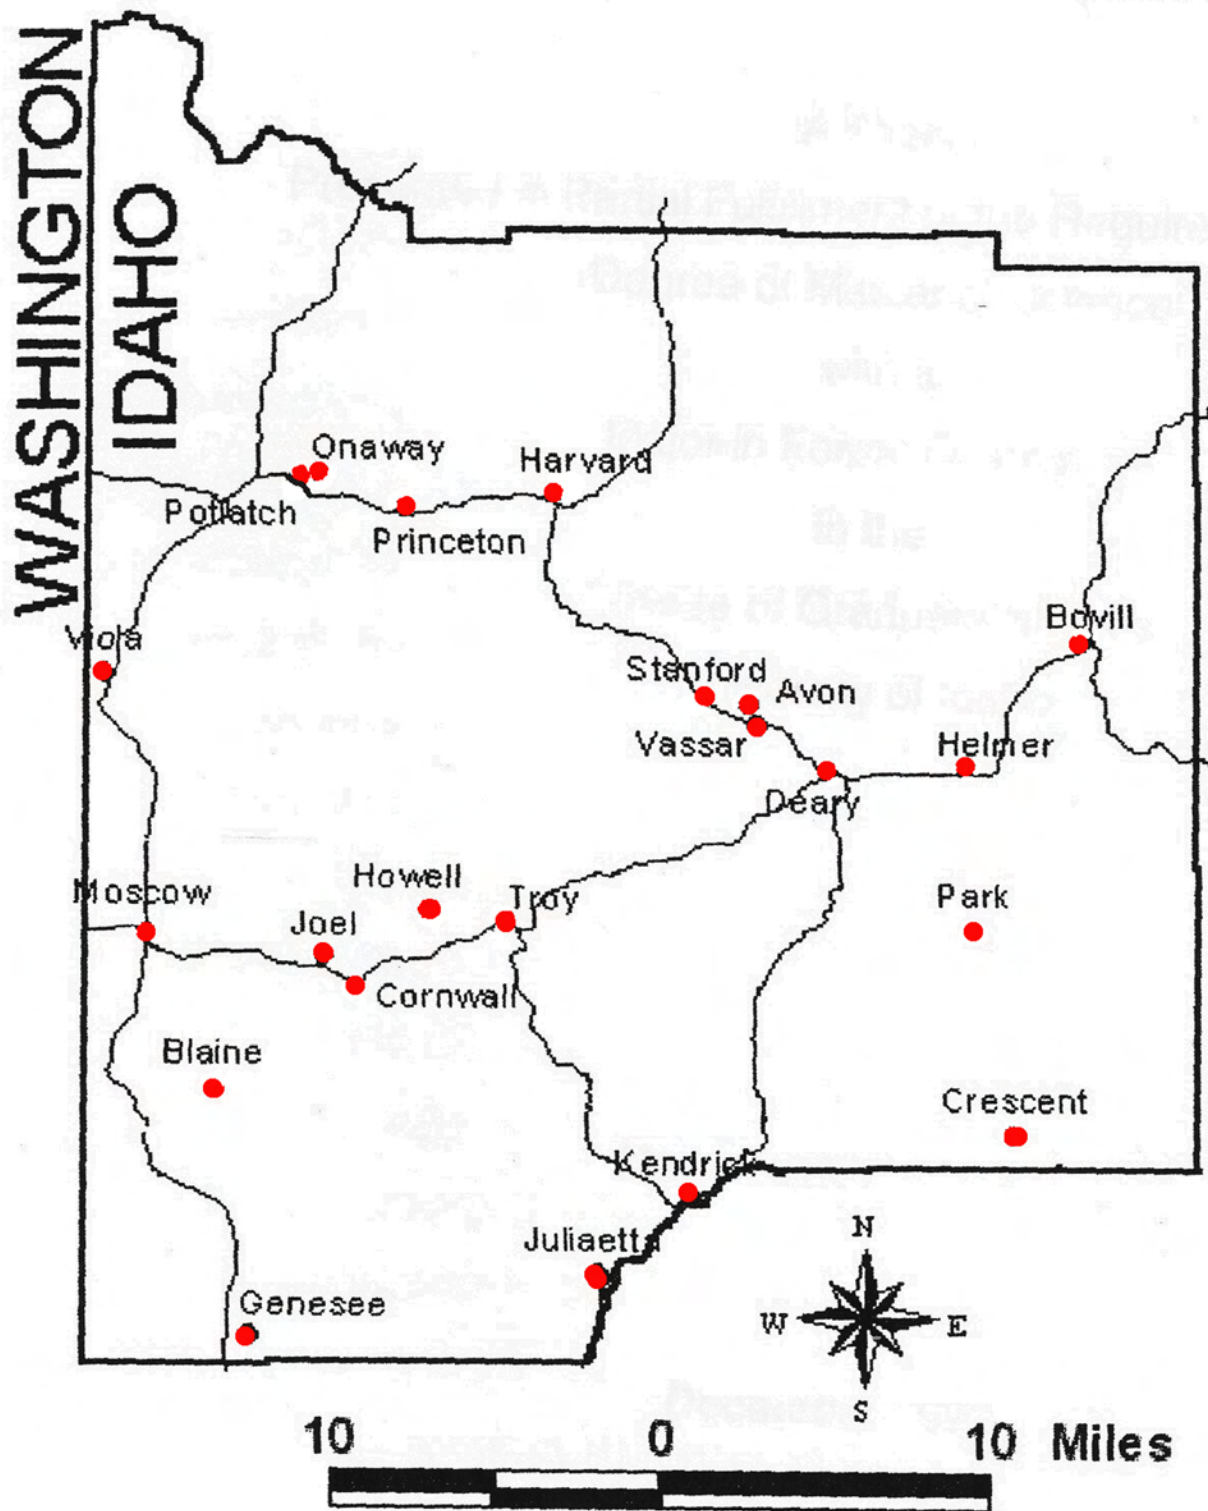 WASHINGTON
IDAHO
Onaway
Harvard
Potlatch
Princeton
Viola
Bovill
Stanford
Avon
Vassar
Helmer
Deary
Moscow
Howell
Troy
Park
Joel
Cornwall
Blaine
Crescent
Kendrick
Juliaetta
Genesee
N
W
E
S
10 0 10 Miles